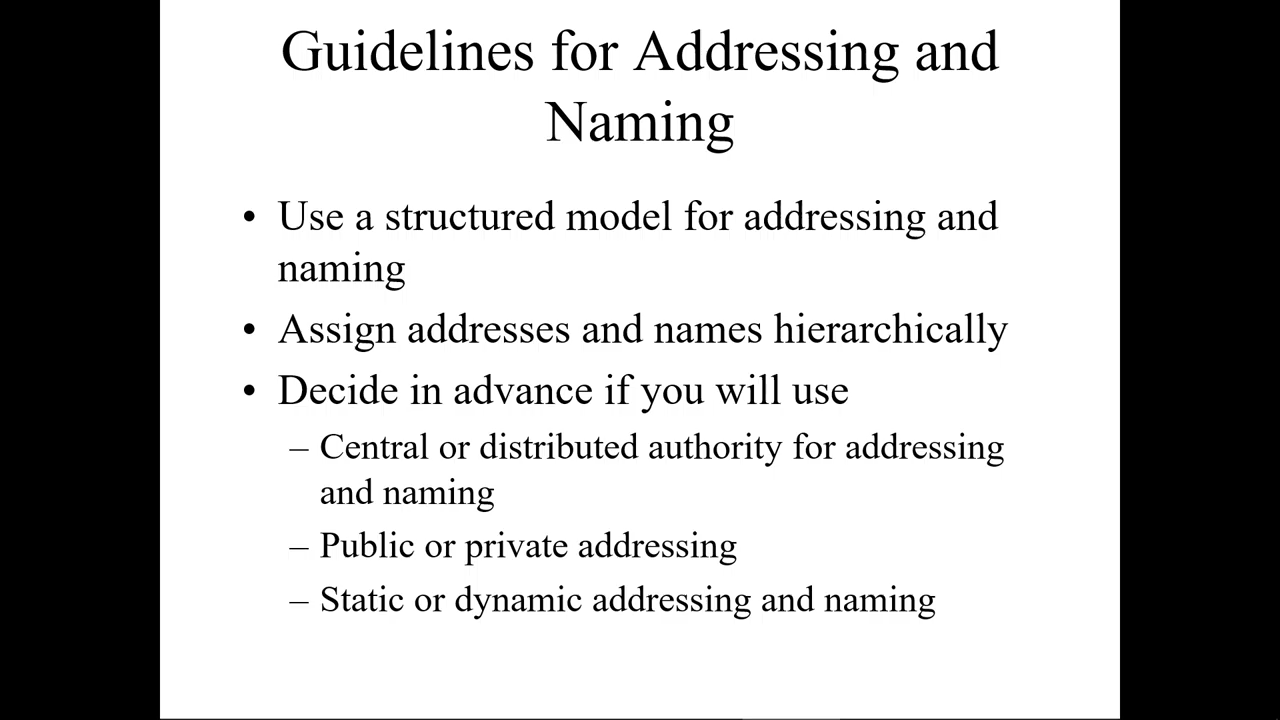 Guidelines for Addressing and
Naming
• Use a structured model for addressing and
naming
• Assign addresses and names hierarchically
• Decide in advance if you will use
– Central or distributed authority for addressing
and naming
– Public or private addressing
– Static or dynamic addressing and naming